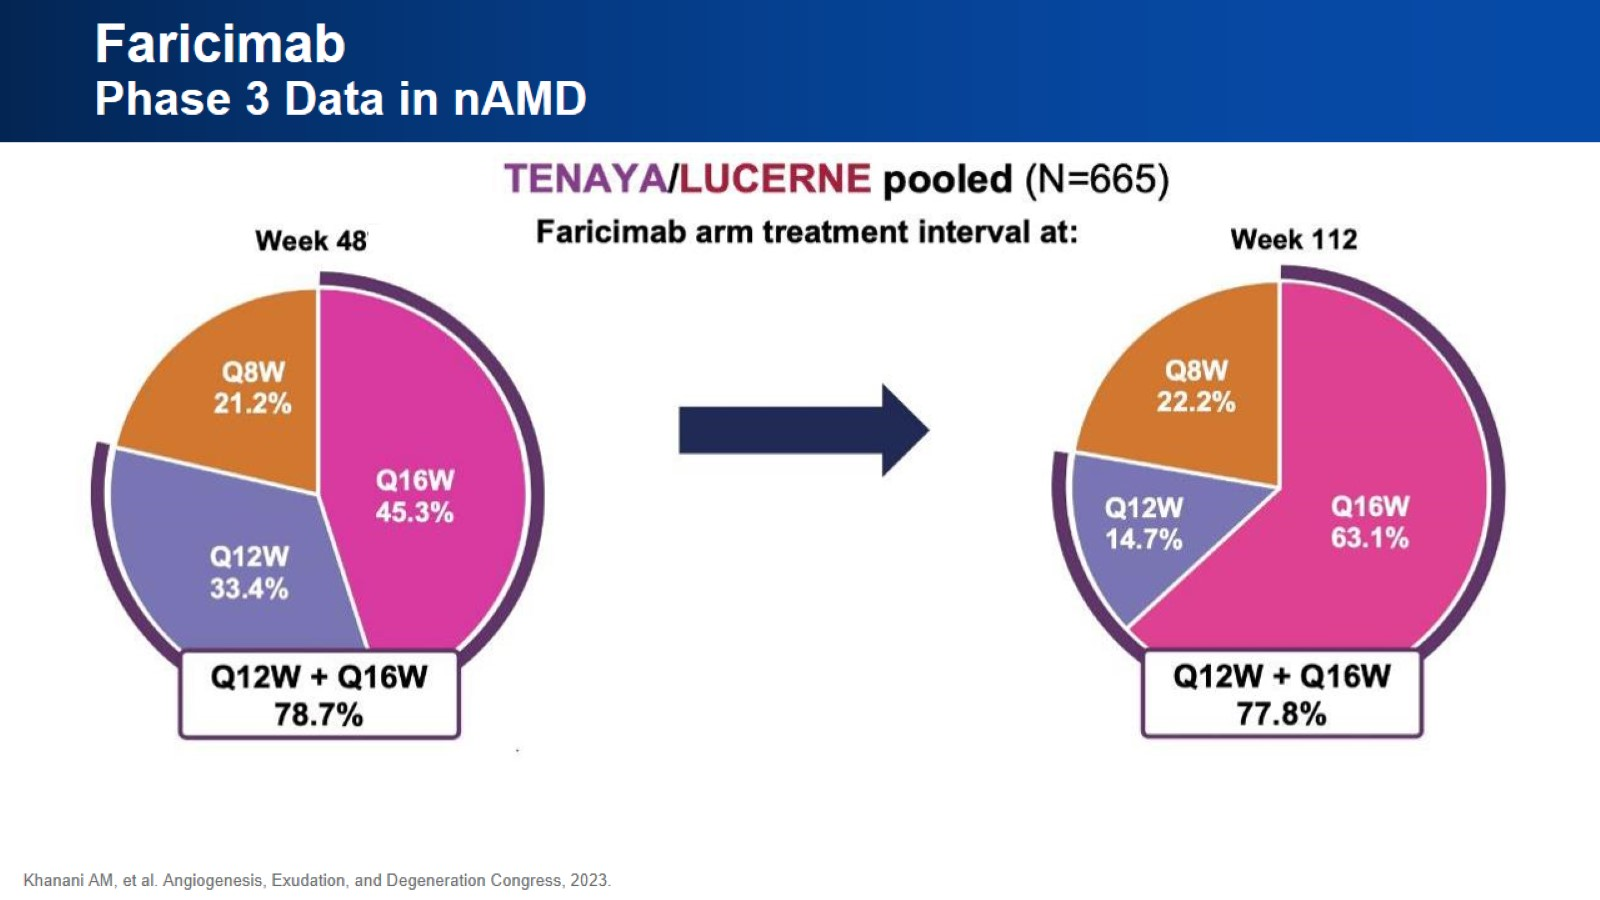 Faricimab
Phase 3 Data in nAMD
TENAYA/LUCERNE pooled (N=665)
Faricimab arm treatment interval at:
Week 48
Q8W
21.2%
Q16W
45.3%
Q12W
33.4%
Q12W + Q16W
78.7%
Week 112
Q8W
22.2%
Q12W
14.7%
Q16W
63.1%
Q12W + Q16W
77.8%
Khanani AM, et al. Angiogenesis, Exudation, and Degeneration Congress, 2023.